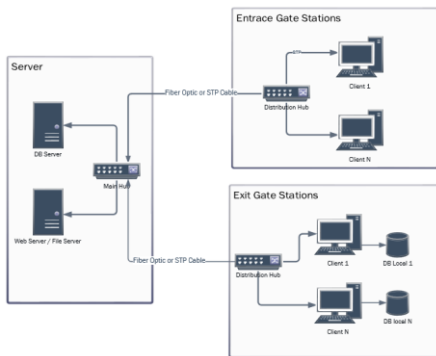 Entrace Gate Stations
Server
STP
Client 1
Fiber Optic or STP Cable
Distribution Hub
DB Server
Client N
Main Hub
Exit Gate Stations
Web Server / File Server
Client 1
DB Local 1
Fiber Optic or STP Cable
Distribution Hub
Client N
DB local N